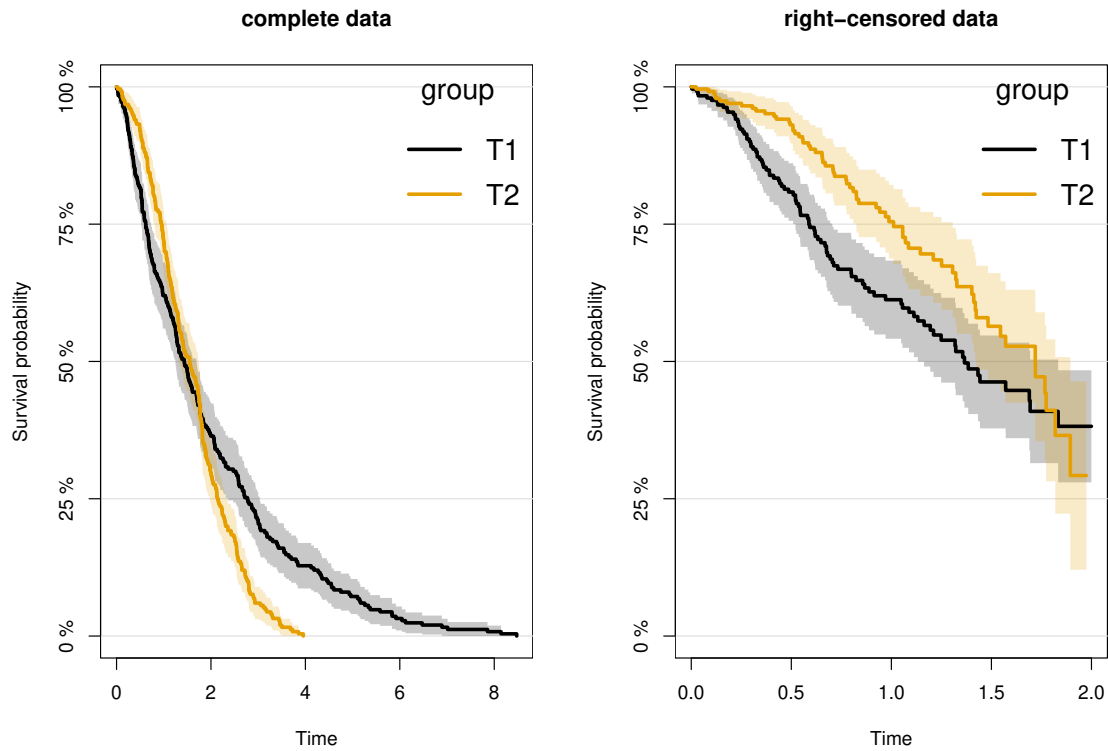 complete data
group
T1
T2
100 %
75 %
50 %
25 %
0 %
Survival probability
0 2 4 6 8
Time
right−censored data
group
T1
T2
100 %
75 %
50 %
25 %
0 %
Survival probability
0.0 0.5 1.0 1.5 2.0
Time